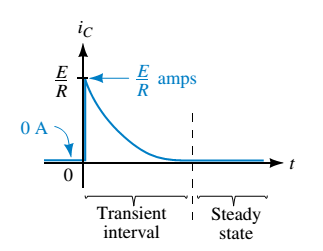 i_C
E/R
E/R amps
0 A
0
t
Transient interval
Steady state